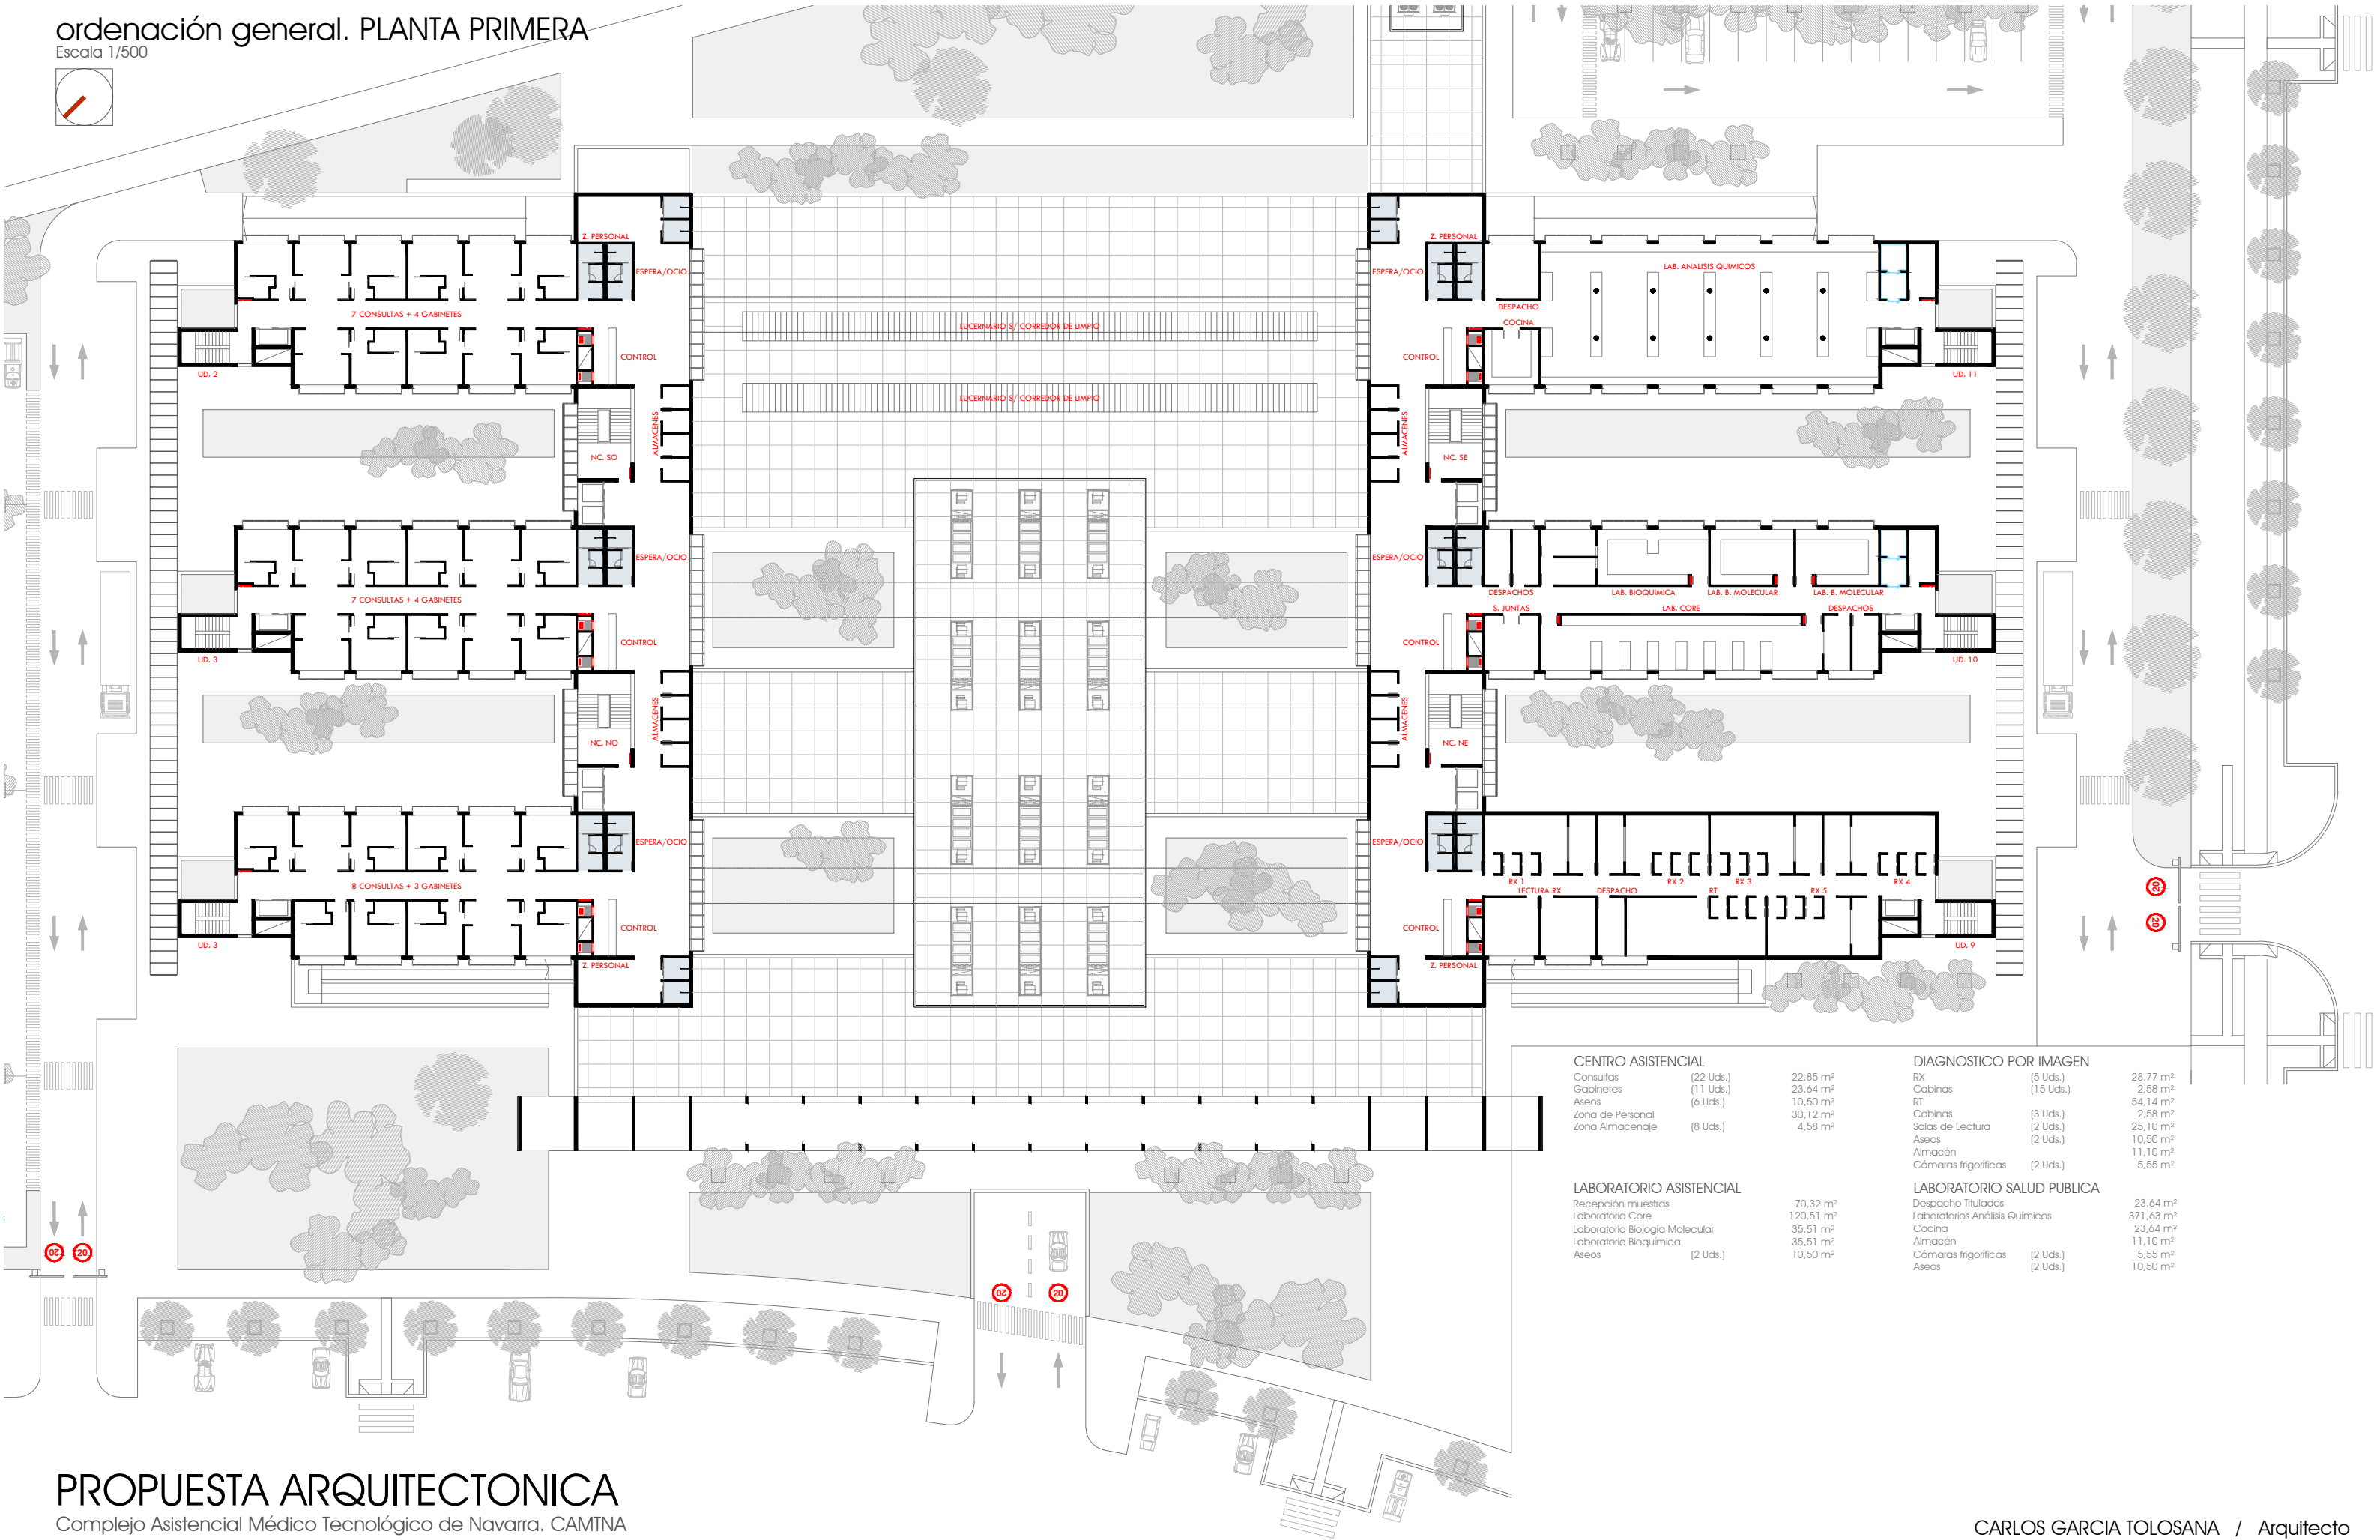 ordenación general. PLANTA PRIMERA
Escala 1/500
Z. PERSONAL
Z. PERSONAL
ESPERA/OCIO
ESPERA/OCIO
LAB. ANALISIS QUIMICOS
7 CONSULTAS + 4 GABINETES
DESPACHO
COCINA
LUCERNARIO S/ CORREDOR DE LIMPIO
CONTROL
CONTROL
UD. 2
UD. 11
LUCERNARIO S/ CORREDOR DE LIMPIO
ALMACENES
ALMACENES
NC. SO
NC. SE
ESPERA/OCIO
ESPERA/OCIO
7 CONSULTAS + 4 GABINETES
DESPACHOS
LAB. BIOQUIMICA
LAB. B. MOLECULAR
LAB. B. MOLECULAR
S. JUNTAS
LAB. CORE
DESPACHOS
CONTROL
CONTROL
UD. 3
UD. 10
ALMACENES
ALMACENES
NC. NO
NC. NE
ESPERA/OCIO
ESPERA/OCIO
8 CONSULTAS + 3 GABINETES
RX 1
RX 2
RX 3
RX 4
LECTURA RX
DESPACHO
RT
RX 5
20
20
CONTROL
CONTROL
UD. 3
UD. 9
Z. PERSONAL
Z. PERSONAL
CENTRO ASISTENCIAL
Consultas (22 Uds.) 22,85 m²
Gabinetes (11 Uds.) 23,64 m²
Aseos (6 Uds.) 10,50 m²
Zona de Personal 30,12 m²
Zona Almacenaje (8 Uds.) 4,58 m²
DIAGNOSTICO POR IMAGEN
RX (5 Uds.) 28,77 m²
Cabinas (15 Uds.) 2,58 m²
RT 54,14 m²
Cabinas (3 Uds.) 2,58 m²
Salas de Lectura (2 Uds.) 25,10 m²
Aseos (2 Uds.) 10,50 m²
Almacén 11,10 m²
Cámaras frigoríficas (2 Uds.) 5,55 m²
LABORATORIO ASISTENCIAL
Recepción muestras 70,32 m²
Laboratorio Core 120,51 m²
Laboratorio Biología Molecular 35,51 m²
Laboratorio Bioquímica 35,51 m²
Aseos (2 Uds.) 10,50 m²
LABORATORIO SALUD PUBLICA
Despacho Titulados 23,64 m²
Laboratorios Análisis Químicos 371,63 m²
Cocina 23,64 m²
Almacén 11,10 m²
Cámaras frigoríficas (2 Uds.) 5,55 m²
Aseos (2 Uds.) 10,50 m²
20
20
20
20
PROPUESTA ARQUITECTONICA
Complejo Asistencial Médico Tecnológico de Navarra. CAMTNA
CARLOS GARCIA TOLOSANA / Arquitecto